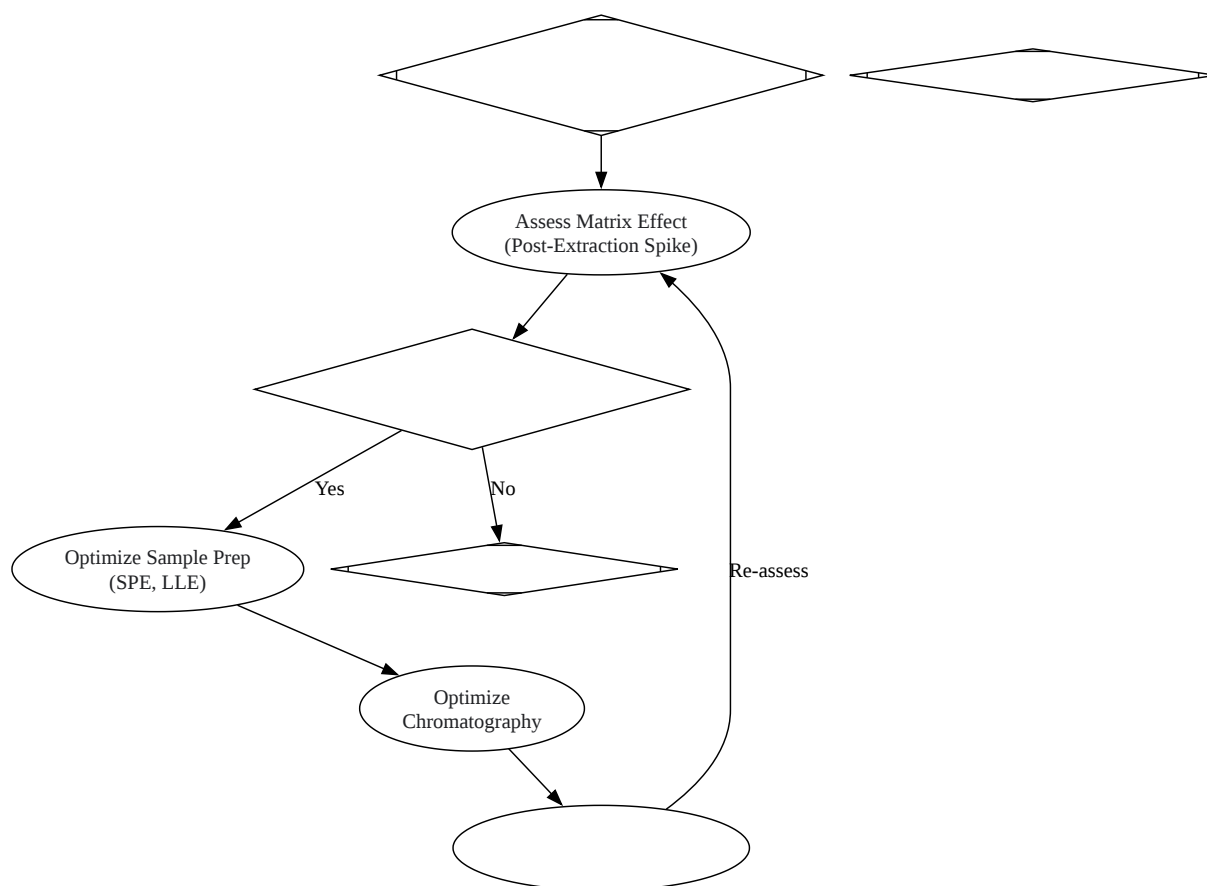 Assess Matrix Effect
(Post-Extraction Spike)
Yes
No
Optimize Sample Prep
(SPE, LLE)
Re-assess
Optimize
Chromatography